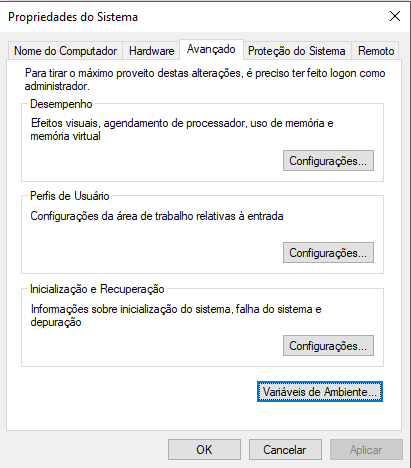 Propriedades do Sistema
Nome do Computador
Hardware
Avançado
Proteção do Sistema
Remoto
Para tirar o máximo proveito destas alterações, é preciso ter feito logon como
administrador.
Desempenho
Efeitos visuais, agendamento de processador, uso de memória e
memória virtual
Configurações...
Perfis de Usuário
Configurações da área de trabalho relativas à entrada
Configurações...
Inicialização e Recuperação
Informações sobre inicialização do sistema, falha do sistema e
depuração
Configurações...
Variáveis de Ambiente...
OK
Cancelar
Aplicar